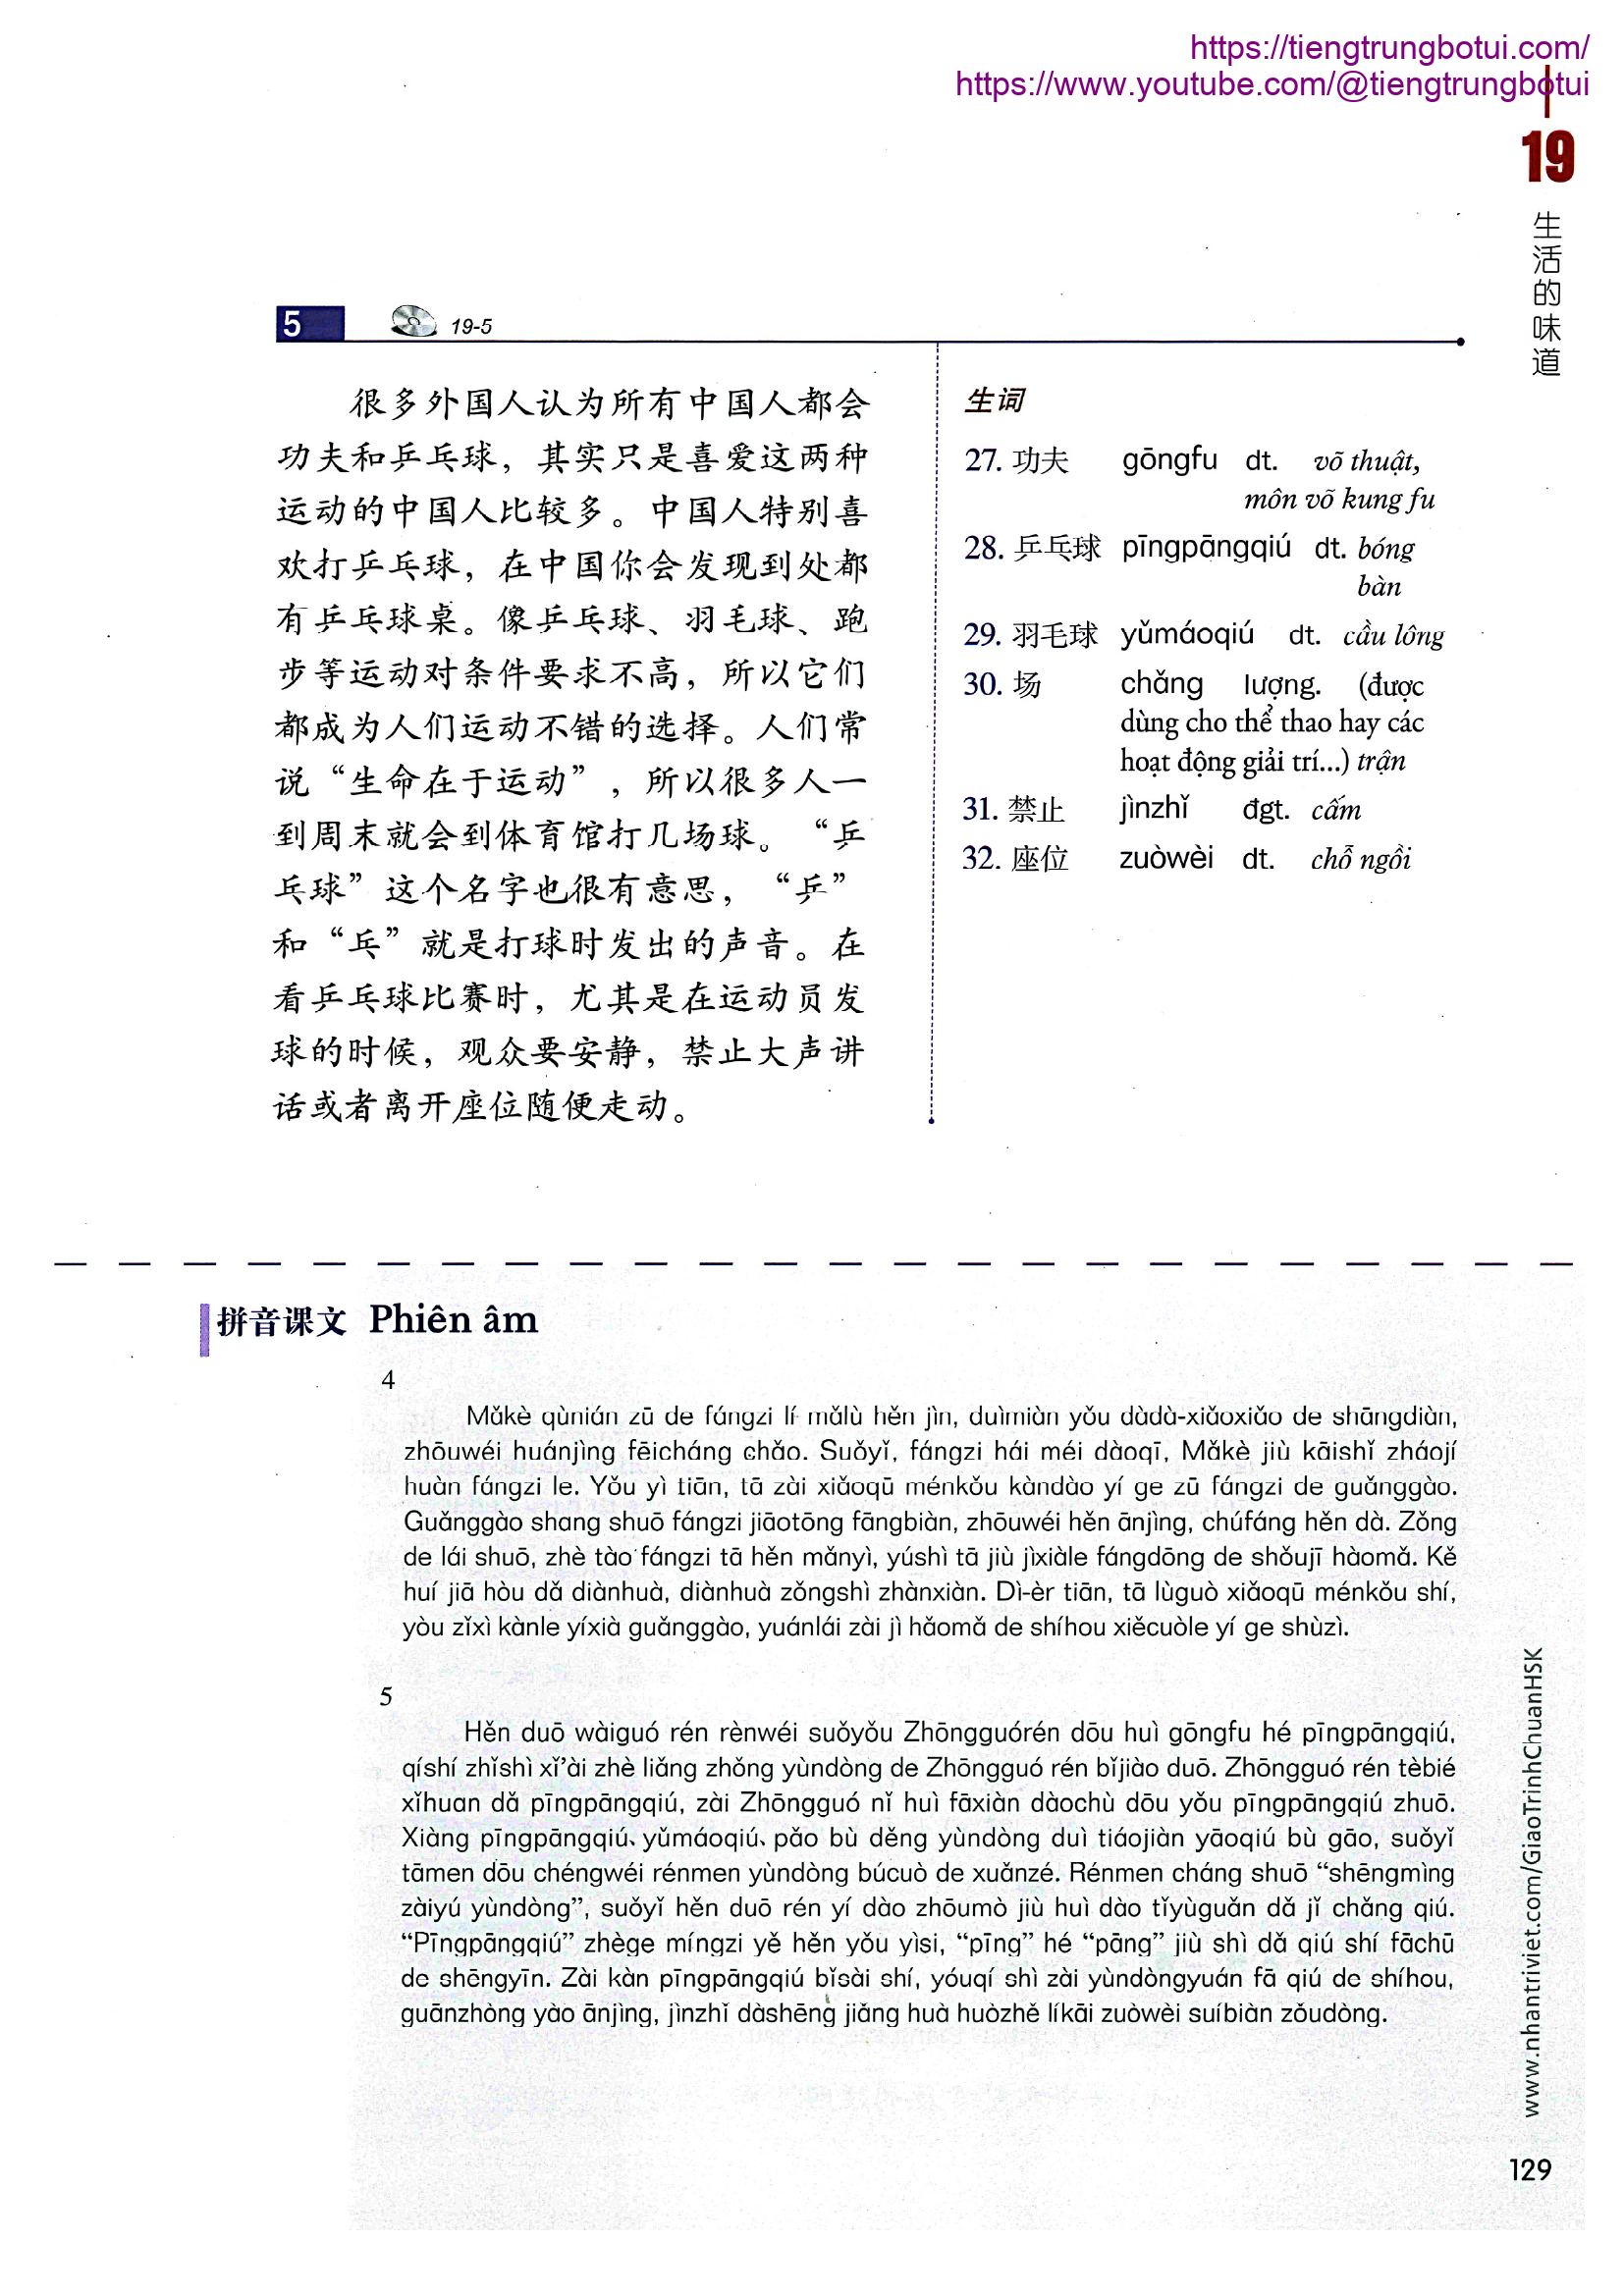 https://tiengtrungbotui.com/
https://www.youtube.com/@tiengtrungbotui
19
生活的味道
5
19-5
很多外国人认为所有中国人都会
功夫和乒乓球，其实只是喜爱这两种
运动的中国人比较多。中国人特别喜
欢打乒乓球，在中国你会发现到处都
有乒乓球桌。像乒乓球、羽毛球、跑
步等运动对条件要求不高，所以它们
都成为人们运动不错的选择。人们常
说“生命在于运动”，所以很多人一
到周末就会到体育馆打几场球。“乒
乓球”这个名字也很有意思，“乒”
和“乓”就是打球时发出的声音。在
看乒乓球比赛时，尤其是在运动员发
球的时候，观众要安静，禁止大声讲
话或者离开座位随便走动。
生词
27. 功夫 gōngfu dt. võ thuật,
môn võ kung fu
28. 乒乓球 pīngpāngqiú dt. bóng
bàn
29. 羽毛球 yǔmáoqiú dt. cầu lông
30. 场 chǎng lượng. (được
dùng cho thể thao hay các
hoạt động giải trí...) trận
31. 禁止 jìnzhǐ đgt. cấm
32. 座位 zuòwèi dt. chỗ ngồi
拼音课文 Phiên âm
4
Mǎkè qùnián zū de fángzi lí mǎlù hěn jìn, duìmiàn yǒu dàdà-xiǎoxiǎo de shāngdiàn,
zhōuwéi huánjìng fēicháng chǎo. Suǒyǐ, fángzi hái méi dàoqī, Mǎkè jiù kāishǐ zháojí
huàn fángzi le. Yǒu yì tiān, tā zài xiǎoqū ménkǒu kàndào yí ge zū fángzi de guǎnggào.
Guǎnggào shang shuō fángzi jiāotōng fāngbiàn, zhōuwéi hěn ānjìng, chúfáng hěn dà. Zǒng
de lái shuō, zhè tào fángzi tā hěn mǎnyì, yúshì tā jiù jìxiàle fángdōng de shǒujī hàomǎ. Kě
huí jiā hòu dǎ diànhuà, diànhuà zǒngshì zhànxiàn. Dì-èr tiān, tā lùguò xiǎoqū ménkǒu shí,
yòu zǐxì kànle yíxià guǎnggào, yuánlái zài jì hǎomǎ de shíhou xiěcuòle yí ge shùzì.
5
Hěn duō wàiguó rén rènwéi suǒyǒu Zhōngguórén dōu huì gōngfu hé pīngpāngqiú,
qíshí zhǐshì xǐ’ài zhè liǎng zhǒng yùndòng de Zhōngguó rén bǐjiào duō. Zhōngguó rén tèbié
xǐhuan dǎ pīngpāngqiú, zài Zhōngguó nǐ huì fāxiàn dàochù dōu yǒu pīngpāngqiú zhuō.
Xiàng pīngpāngqiú、yǔmáoqiú、pǎo bù děng yùndòng duì tiáojiàn yāoqiú bù gāo, suǒyǐ
tāmen dōu chéngwéi rénmen yùndòng búcuò de xuǎnzé. Rénmen cháng shuō “shēngmìng
zàiyú yùndòng”, suǒyǐ hěn duō rén yí dào zhōumò jiù huì dào tǐyùguǎn dǎ jǐ chǎng qiú.
“Pīngpāngqiú” zhège míngzi yě hěn yǒu yìsi, “pīng” hé “pāng” jiù shì dǎ qiú shí fāchū
de shēngyīn. Zài kàn pīngpāngqiú bǐsài shí, yóuqí shì zài yùndòngyuán fā qiú de shíhou,
guānzhòng yào ānjìng, jìnzhǐ dàshēng jiǎng huà huòzhě líkāi zuòwèi suíbiàn zǒudòng.
www.nhantriviet.com/GiaoTrinhChuanHSK
129